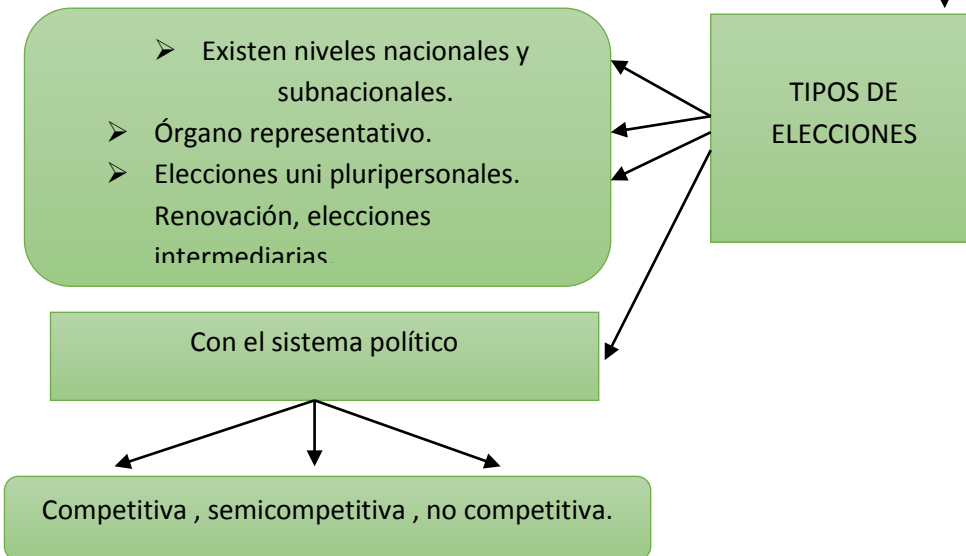 ➢ Existen niveles nacionales y
subnacionales.
➢ Órgano representativo.
➢ Elecciones uni pluripersonales.
Renovación, elecciones
intermediarias.
TIPOS DE
ELECCIONES
Con el sistema político
Competitiva , semicompetitiva , no competitiva.